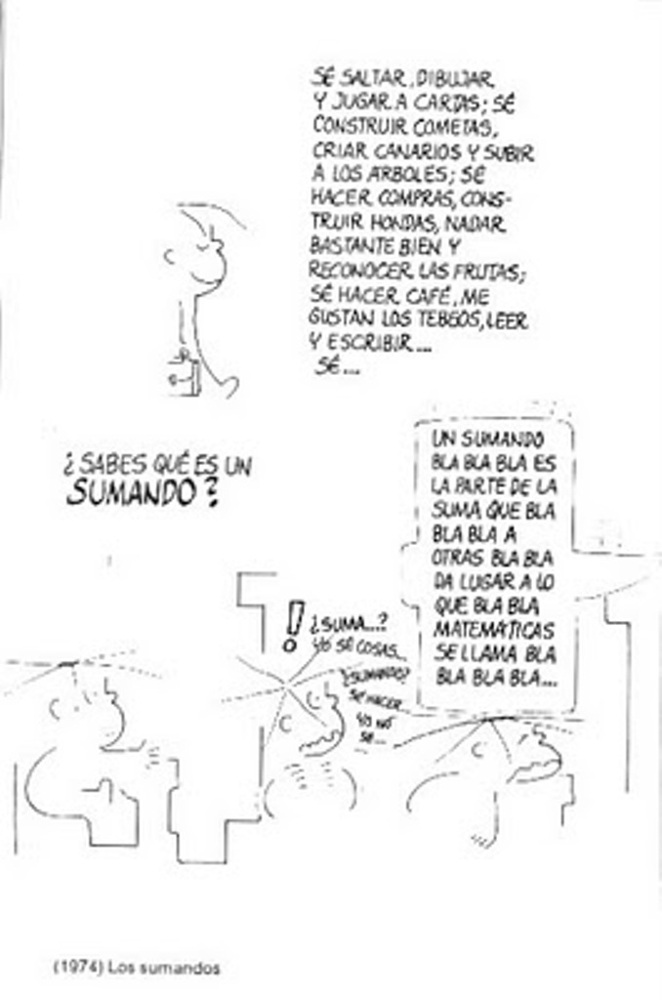 SÉ SALTAR, DIBUJAR
Y JUGAR A CARTAS; SÉ
CONSTRUIR COMETAS,
CRIAR CANARIOS Y SUBIR
A LOS ÁRBOLES; SÉ
HACER COMPRAS, CONS-
TRUIR HONDAS, NADAR
BASTANTE BIEN Y
RECONOCER LAS FRUTAS;
SÉ HACER CAFÉ, ME
GUSTAN LOS TEBEOS, LEER
Y ESCRIBIR...
SÉ...
¿SABES QUÉ ES UN
SUMANDO?
! ¿SUMA...?
YO SÉ COSAS...
¿SUMANDO?
SÉ HACER
YO NO
SÉ...
UN SUMANDO
BLA BLA BLA ES
LA PARTE DE LA
SUMA QUE BLA
BLA BLA A
OTRAS BLA BLA
DA LUGAR A LO
QUE BLA BLA
MATEMÁTICAS
SE LLAMA BLA
BLA BLA BLA...
(1974) Los sumandos